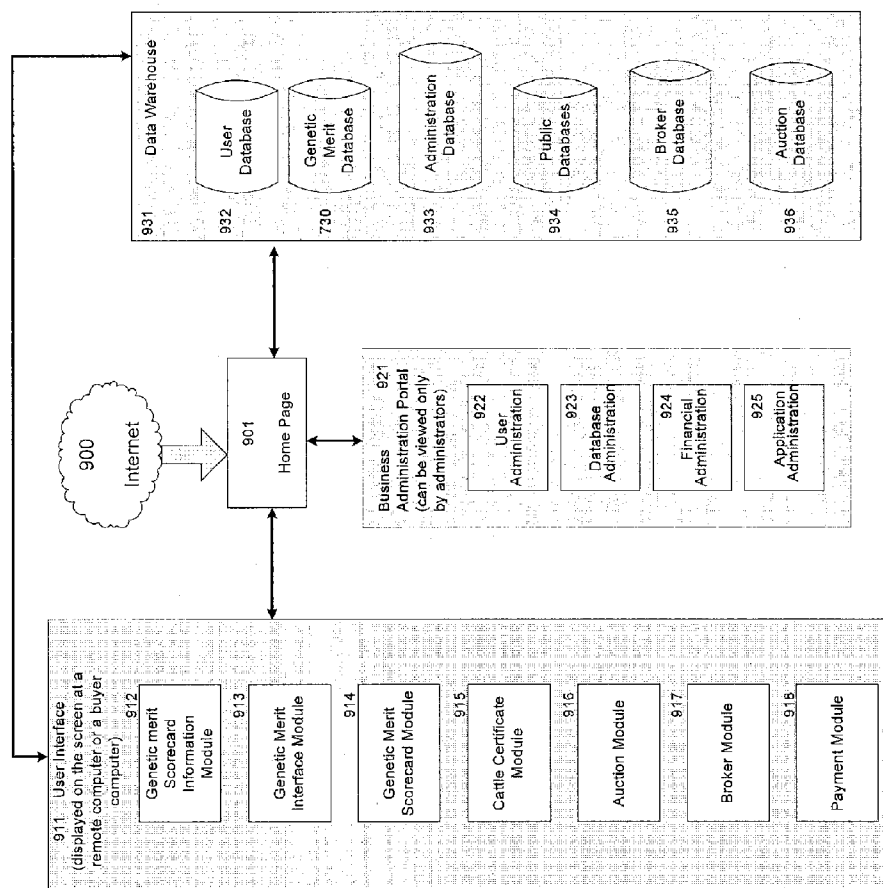 900
Internet
901
Home Page
911 User Interface
(displayed on the screen at a
remote computer or a buyer
computer)
912
Genetic merit
Scorecard
Information
Module
913
Genetic Merit
Interface Module
914
Genetic Merit
Scorecard Module
915
Cattle Certificate
Module
916
Auction Module
917
Broker Module
918
Payment Module
Business 921
Administration Portal
(can be viewed only
by administrators)
922
User
Administration
923
Database
Administration
924
Financial
Administration
925
Application
Administration
931 Data Warehouse
932
User
Database
730
Genetic
Merit
Database
933
Administration
Database
934
Public
Databases
935
Broker
Database
936
Auction
Database